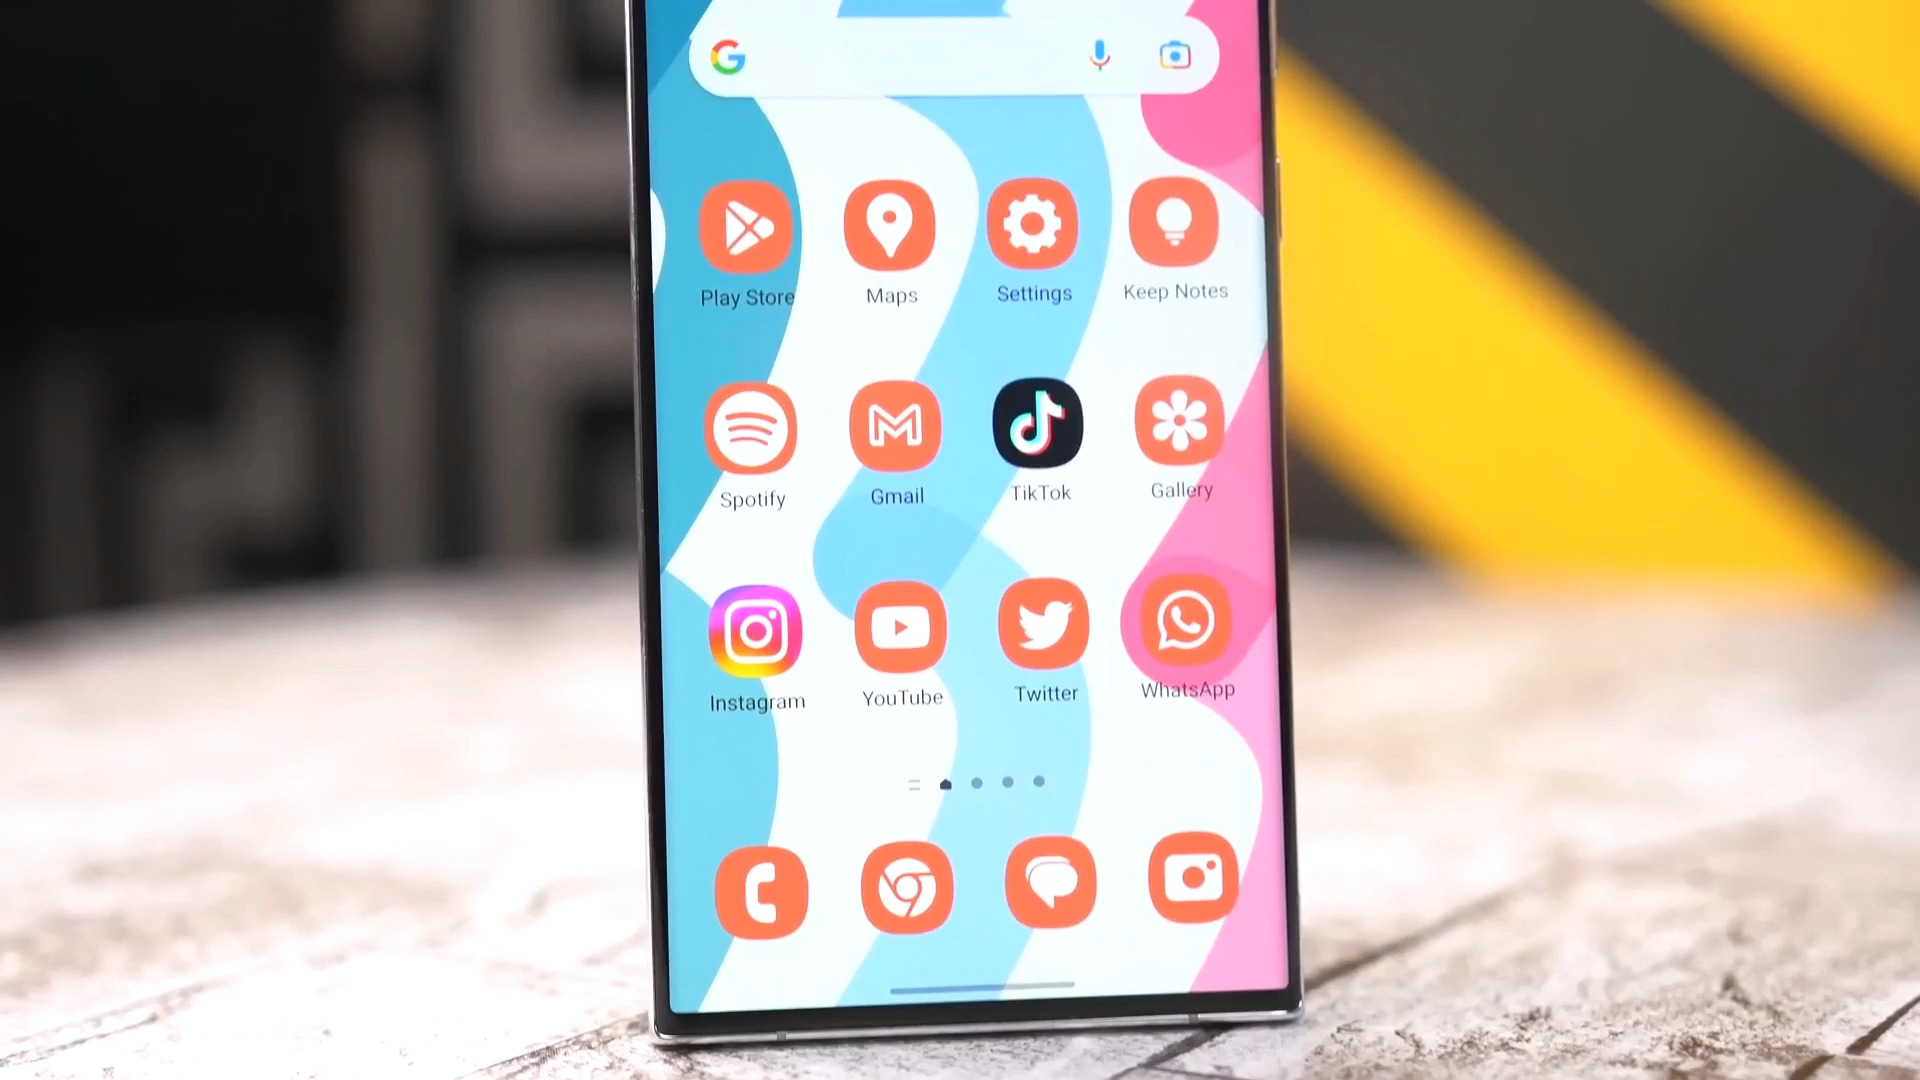 G
Play Store Maps Settings Keep Notes
Spotify Gmail TikTok Gallery
Instagram YouTube Twitter WhatsApp